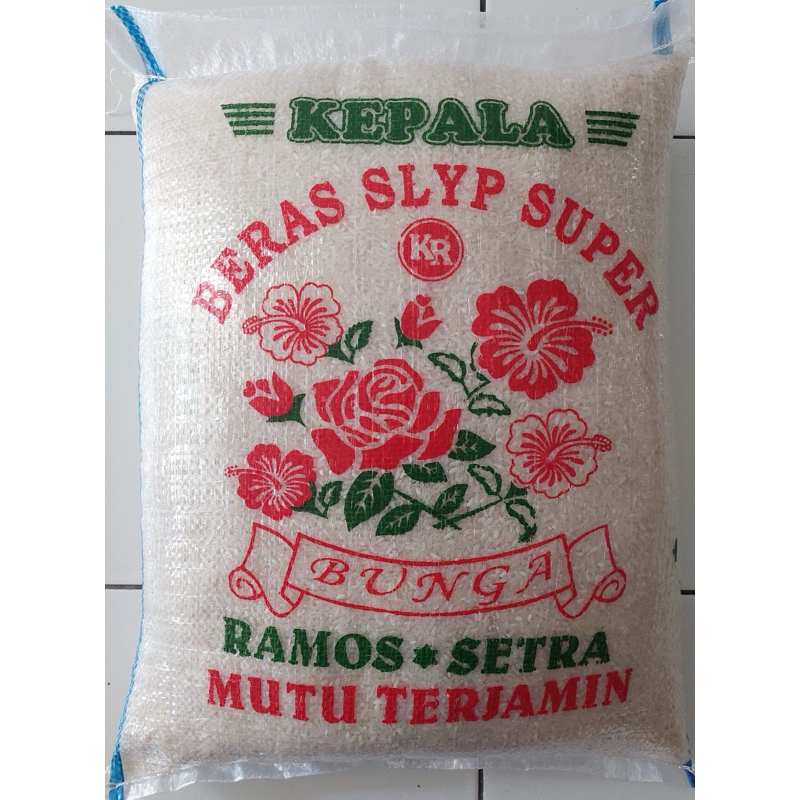 KEPALA
BERAS SLYP SUPER
KR
BUNGA
RAMOS * SETRA
MUTU TERJAMIN